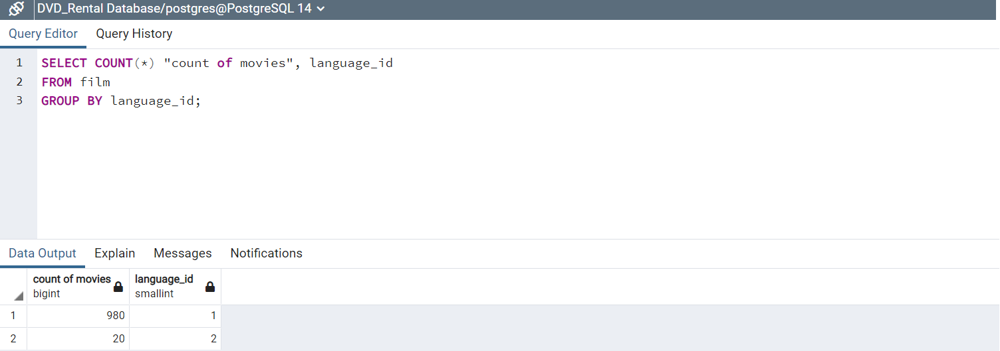 DVD_Rental Database/postgres@PostgreSQL 14
Query Editor Query History
1 SELECT COUNT(*) "count of movies", language_id
2 FROM film
3 GROUP BY language_id;
Data Output Explain Messages Notifications
count of movies language_id
bigint smallint
1 980 1
2 20 2